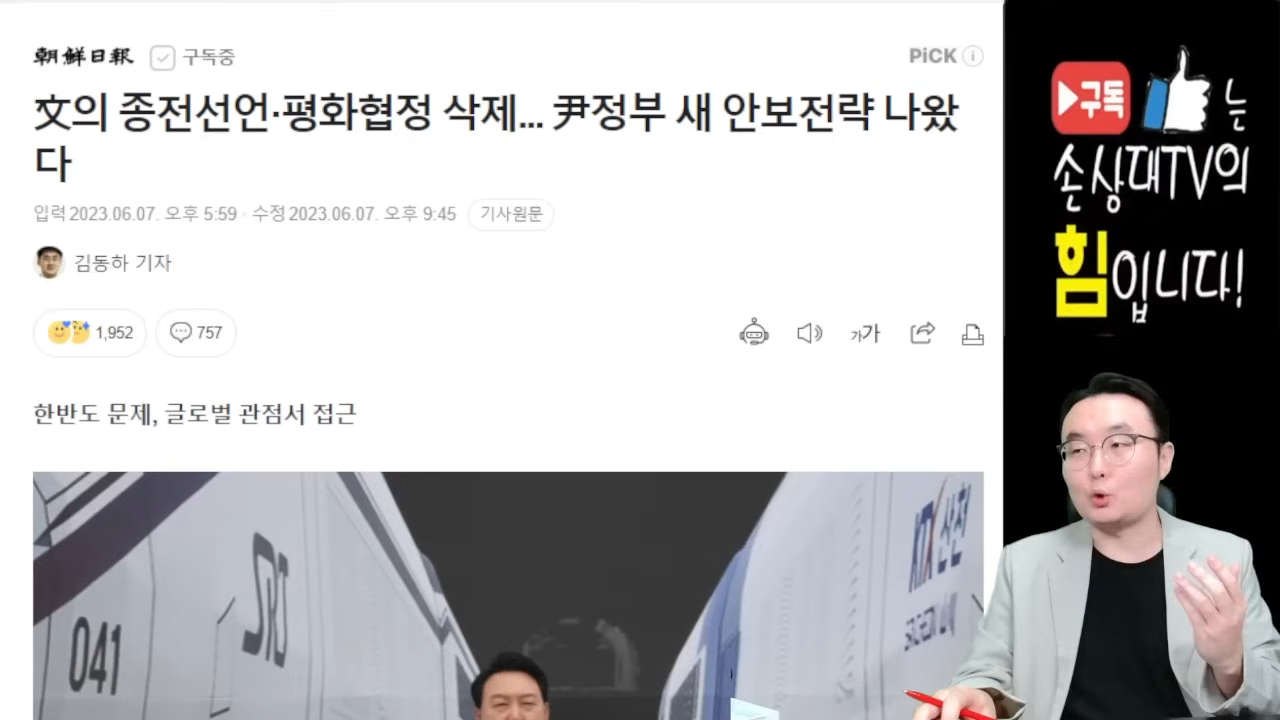 朝鮮日報 구독중
PiCK
文의 종전선언·평화협정 삭제... 尹정부 새 안보전략 나왔
다
입력 2023.06.07. 오후 5:59 · 수정 2023.06.07. 오후 9:45 기사원문
김동하 기자
1,952 757
가가
한반도 문제, 글로벌 관점서 접근
041
SRT
KTX 산천
구독 는
손상대TV의
힘입니다!